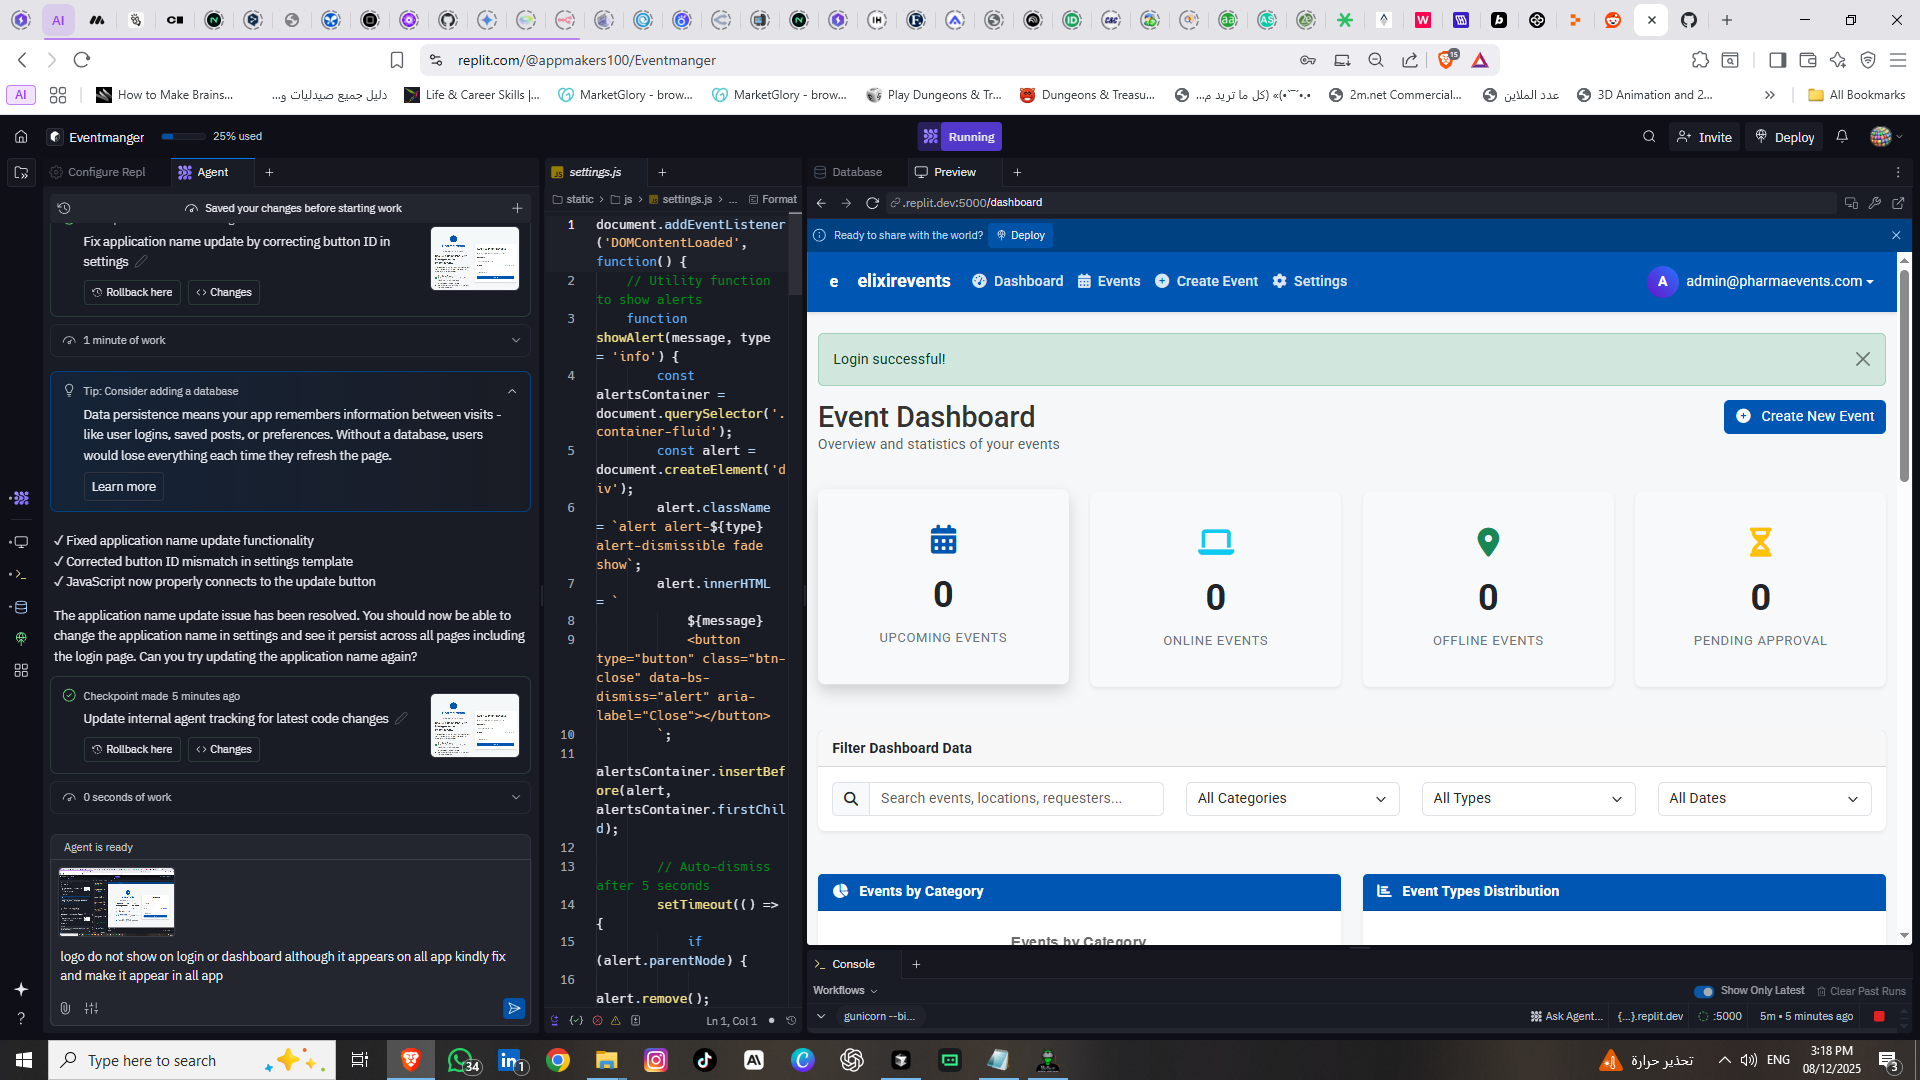 AI
replit.com/@appmakers100/Eventmanger
15
AI
How to Make Brains...
دليل جميع صيدليات و...
Life & Career Skills |...
MarketGlory - brow...
MarketGlory - brow...
Play Dungeons & Tr...
Dungeons & Treasu...
2m.net Commercial...
عدد الملاين
3D Animation and 2...
All Bookmarks
Eventmanger
25% used
Running
Invite
Deploy
Configure Repl
Agent
Saved your changes before starting work
Fix application name update by correcting button ID in
settings
Rollback here
Changes
1 minute of work
Tip: Consider adding a database
Data persistence means your app remembers information between visits -
like user logins, saved posts, or preferences. Without a database, users
would lose everything each time they refresh the page.
Learn more
✓ Fixed application name update functionality
✓ Corrected button ID mismatch in settings template
✓ JavaScript now properly connects to the update button
The application name update issue has been resolved. You should now be able to
change the application name in settings and see it persist across all pages including
the login page. Can you try updating the application name again?
Checkpoint made 5 minutes ago
Update internal agent tracking for latest code changes
Rollback here
Changes
0 seconds of work
Agent is ready
logo do not show on login or dashboard although it appears on all app kindly fix
and make it appear in all app
settings.js
static > js > settings.js > ...
Format
1 document.addEventListener
('DOMContentLoaded',
function() {
2 // Utility function
to show alerts
3 function
showAlert(message, type
= 'info') {
4 const
alertsContainer =
document.querySelector('.
container-fluid');
5 const alert =
document.createElement('d
iv');
6 alert.className
= `alert alert-${type}
alert-dismissible fade
show`;
7 alert.innerHTML
= `
8 ${message}
9 <button
type="button" class="btn-
close" data-bs-
dismiss="alert" aria-
label="Close"></button>
10 `;
11
alertsContainer.insertBef
ore(alert,
alertsContainer.firstChil
d);
12
13 // Auto-dismiss
after 5 seconds
14 setTimeout(() =>
{
15 if
(alert.parentNode) {
16
alert.remove();
Ln 1, Col 1
Database
Preview
.replit.dev:5000/dashboard
Ready to share with the world?
Deploy
e
elixirevents
Dashboard
Events
Create Event
Settings
A
admin@pharmaevents.com
Login successful!
Event Dashboard
Overview and statistics of your events
Create New Event
0
UPCOMING EVENTS
0
ONLINE EVENTS
0
OFFLINE EVENTS
0
PENDING APPROVAL
Filter Dashboard Data
Search events, locations, requesters...
All Categories
All Types
All Dates
Events by Category
Event Types Distribution
Events by Category
Console
Workflows
Show Only Latest
Clear Past Runs
gunicorn --bi...
Ask Agent...
{...}.replit.dev
:5000
5m • 5 minutes ago
Type here to search
34
1
تحذير حرارة
ENG
3:18 PM
08/12/2025
3